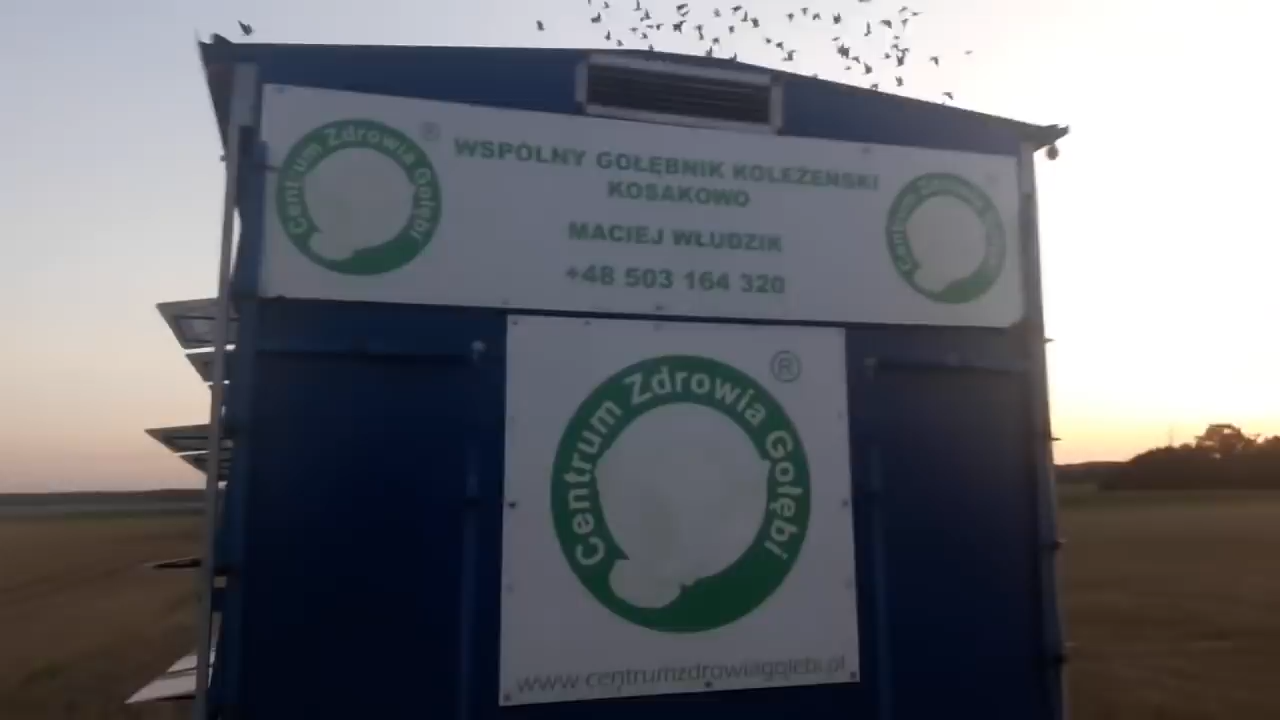 Centrum Zdrowia Gołębi ®
WSPÓLNY GOŁĘBNIK KOLEŻEŃSKI
KOSAKOWO
MACIEJ WŁUDZIK
+48 503 164 320
Centrum Zdrowia Gołębi
Centrum Zdrowia Gołębi ®
www.centrumzdrowiagolebi.pl